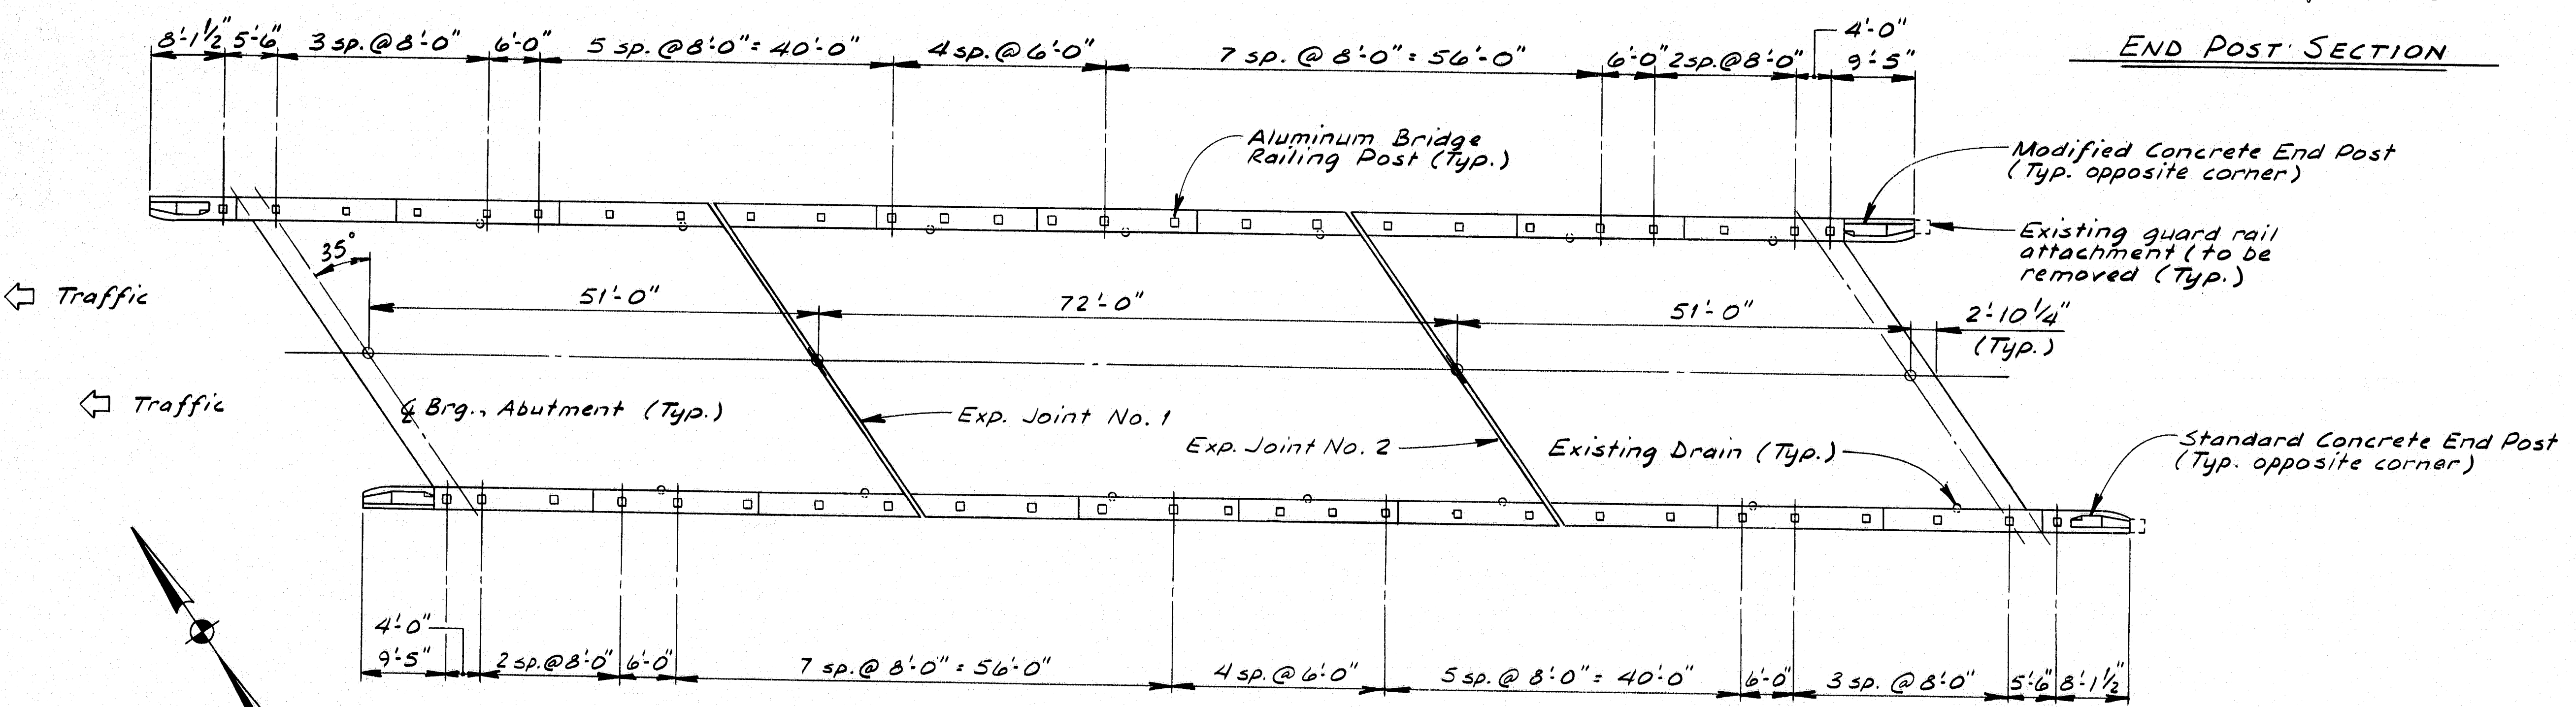 8'-1 1/2" 5'-6" 3 sp. @ 8'-0" 6'-0" 5 sp. @ 8'-0" = 40'-0" 4 sp. @ 6'-0" 7 sp. @ 8'-0" = 56'-0" 6'-0" 2 sp. @ 8'-0" 4'-0" 9'-5"
END POST SECTION
Aluminum Bridge
Railing Post (Typ.)
Modified Concrete End Post
(Typ. opposite corner)
Existing guard rail
attachment (to be
removed (Typ.)
35°
Traffic
51'-0" 72'-0" 51'-0" 2'-10 1/4"
(Typ.)
Traffic
℄ Brg., Abutment (Typ.)
Exp. Joint No. 1
Exp. Joint No. 2
Existing Drain (Typ.)
Standard Concrete End Post
(Typ. opposite corner)
4'-0"
9'-5" 2 sp. @ 8'-0" 6'-0" 7 sp. @ 8'-0" = 56'-0" 4 sp. @ 6'-0" 5 sp. @ 8'-0" = 40'-0" 6'-0" 3 sp. @ 8'-0" 5'-6" 8'-1 1/2"